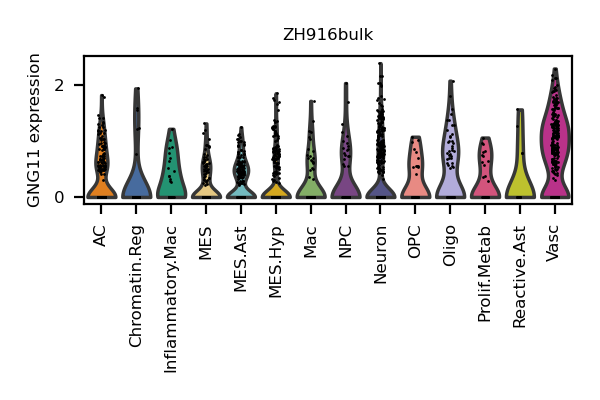 ZH916bulk
GNG11 expression
2
0
AC
Chromatin.Reg
Inflammatory.Mac
MES
MES.Ast
MES.Hyp
Mac
NPC
Neuron
OPC
Oligo
Prolif.Metab
Reactive.Ast
Vasc